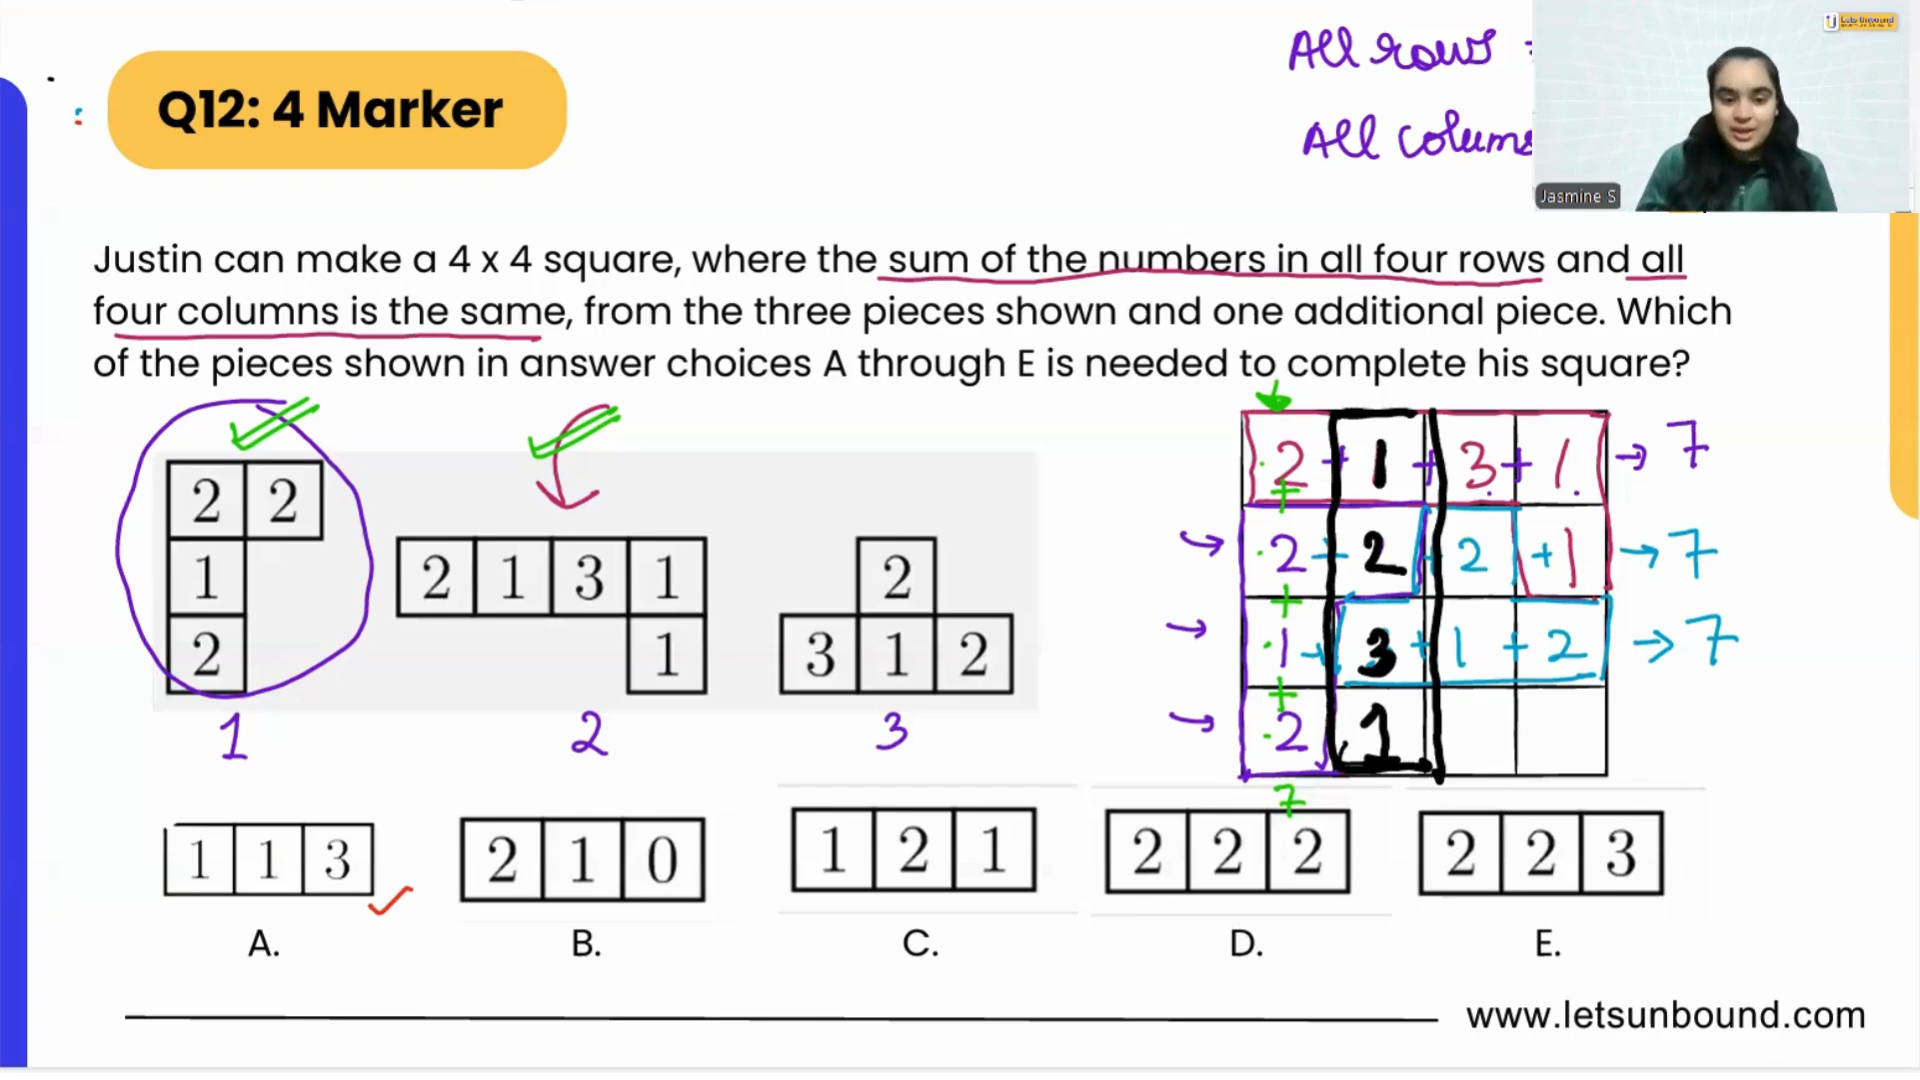 All rows
Lets Unbound
Q12: 4 Marker
All colums
Jasmine S
Justin can make a 4 x 4 square, where the sum of the numbers in all four rows and all
four columns is the same, from the three pieces shown and one additional piece. Which
of the pieces shown in answer choices A through E is needed to complete his square?
2 2
1
2
2 1 3 1
1
2
3 1 2
1 2 3
2 + 1 + 3 + 1 → 7
+
→ 2 + 2 + 2 + 1 → 7
+
→ 1 + 3 + 1 + 2 → 7
+
→ 2 1
7
1 1 3
2 1 0
1 2 1
2 2 2
2 2 3
A. B. C. D. E.
www.letsunbound.com